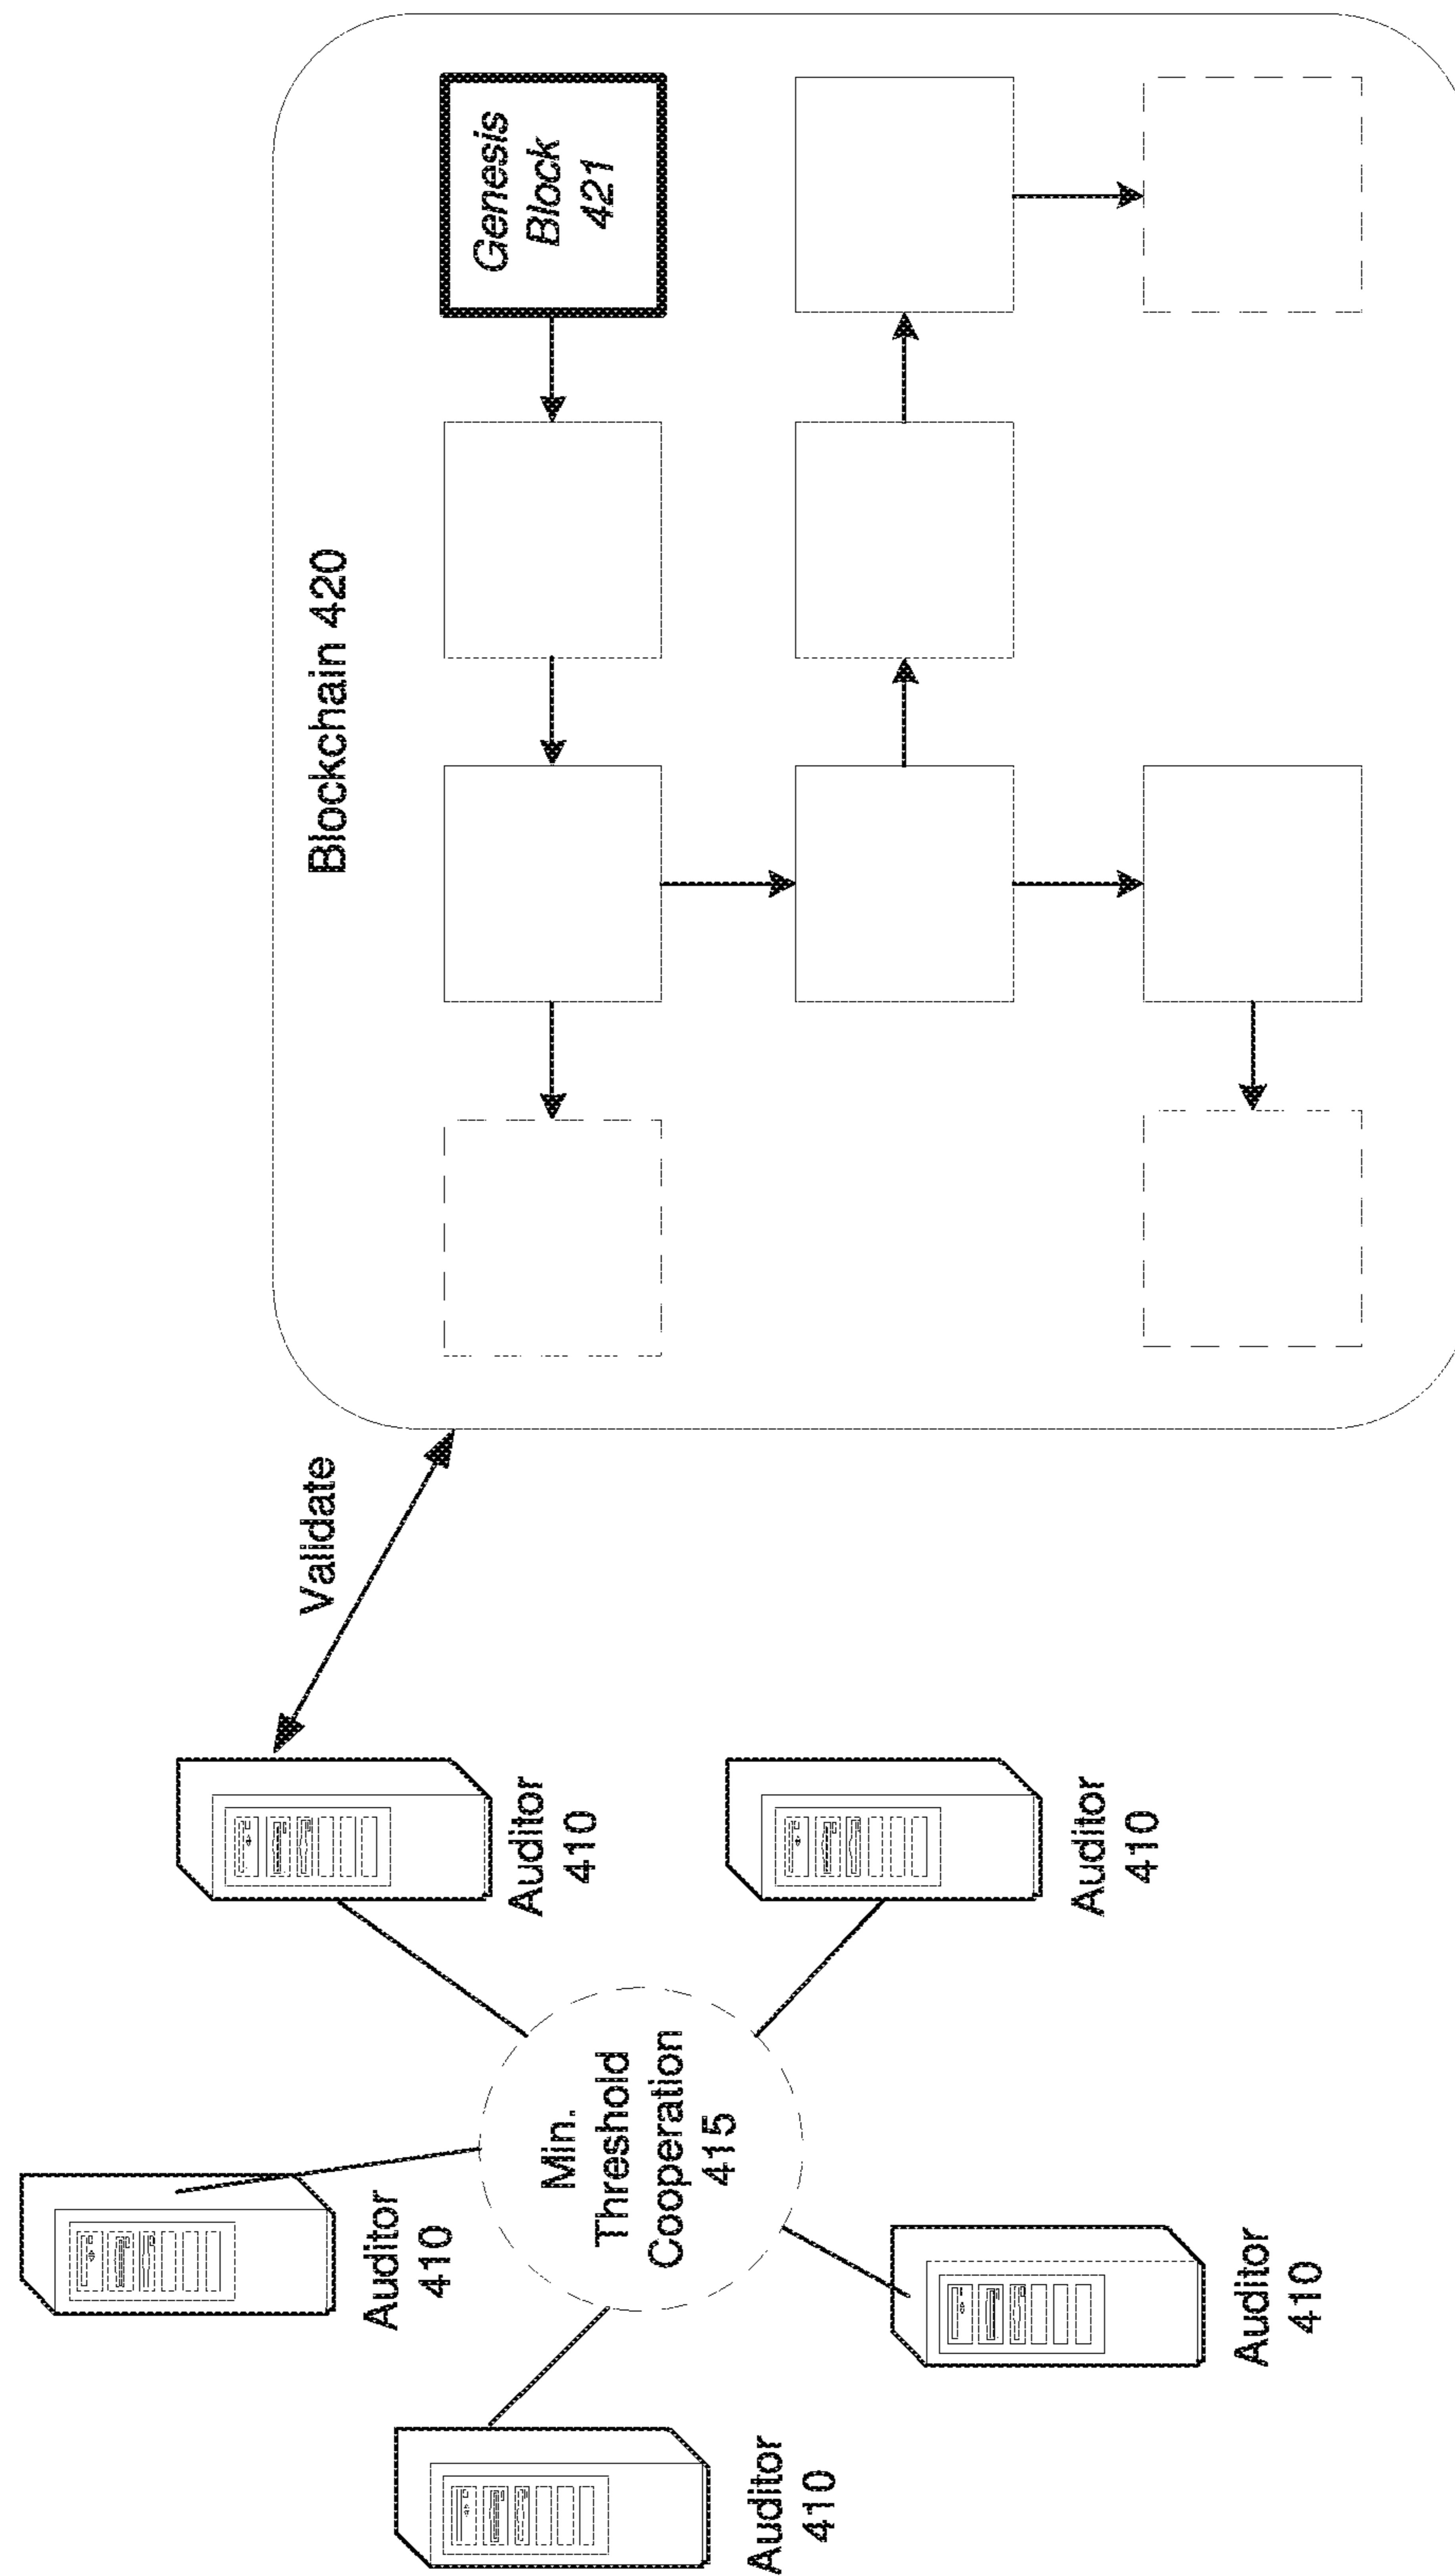 Blockchain 420
Genesis
Block
421
Validate
Auditor
410
Auditor
410
Min.
Threshold
Cooperation
415
Auditor
410
Auditor
410
Auditor
410